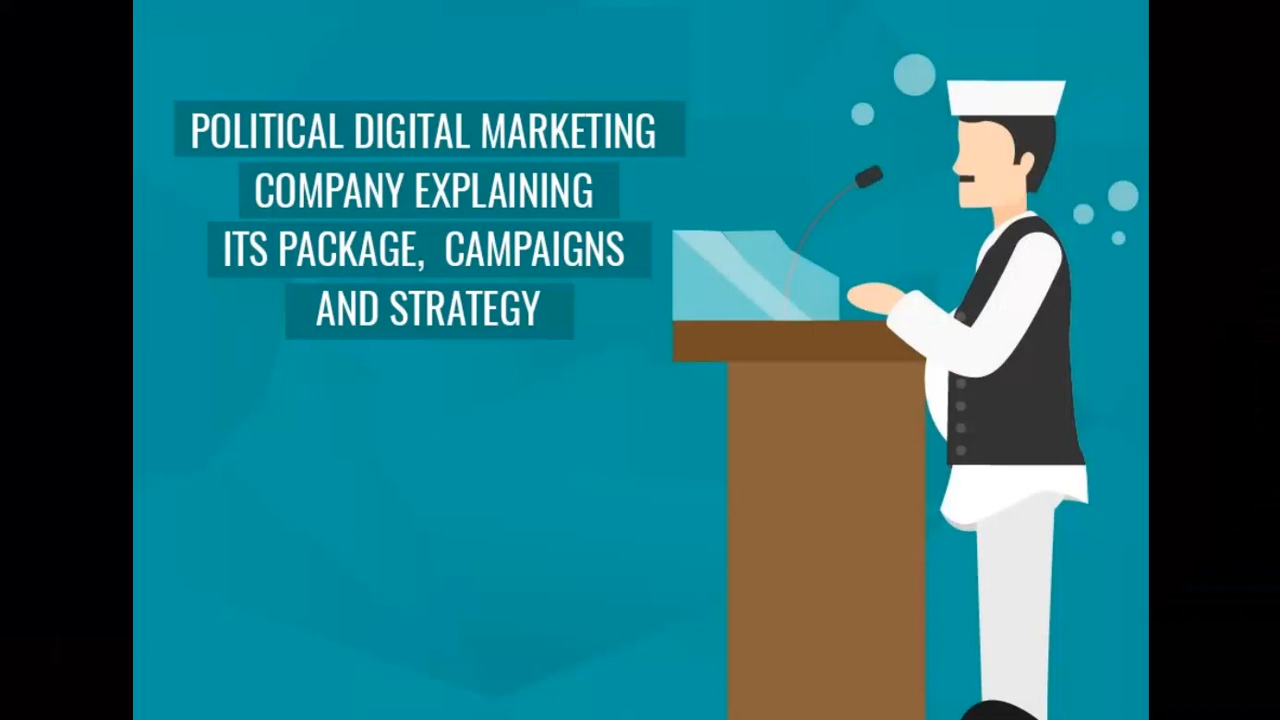 POLITICAL DIGITAL MARKETING
COMPANY EXPLAINING
ITS PACKAGE, CAMPAIGNS
AND STRATEGY